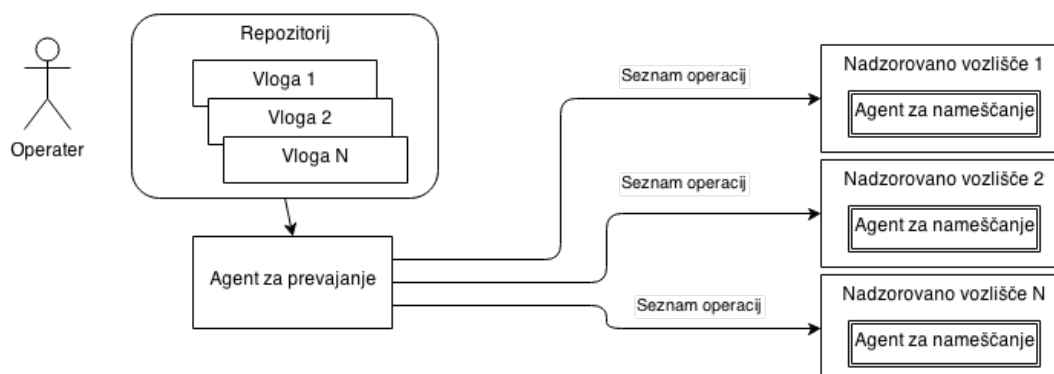 Operater
Repozitorij
Vloga 1
Vloga 2
Vloga N
Agent za prevajanje
Seznam operacij
Seznam operacij
Seznam operacij
Nadzorovano vozlišče 1
Agent za nameščanje
Nadzorovano vozlišče 2
Agent za nameščanje
Nadzorovano vozlišče N
Agent za nameščanje